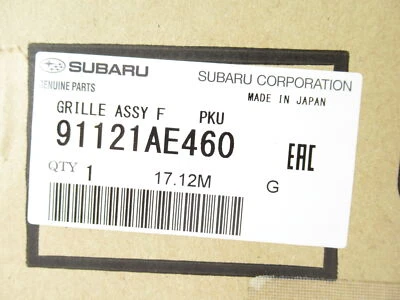 SUBARU SUBARU CORPORATION
GENUINE PARTS MADE IN JAPAN
GRILLE ASSY F PKU
91121AE460 EAC
QTY 1 17.12M G